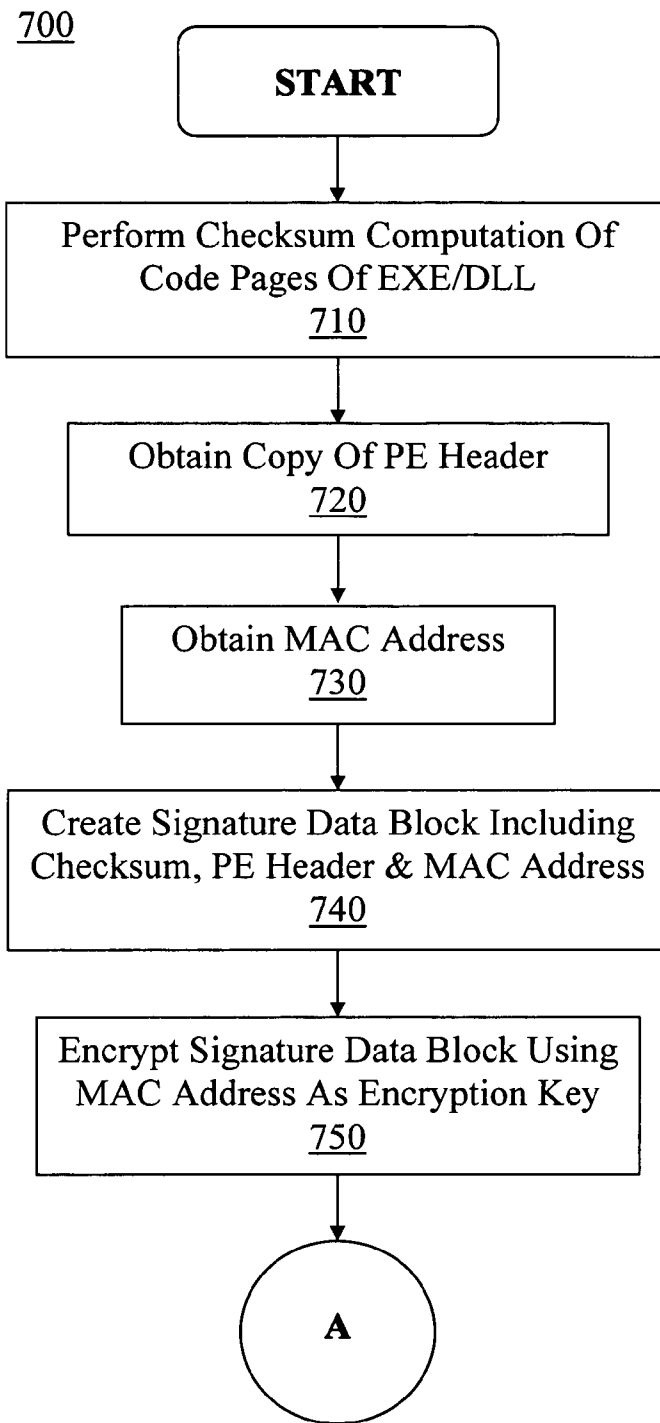 700
START
Perform Checksum Computation Of
Code Pages Of EXE/DLL
710
Obtain Copy Of PE Header
720
Obtain MAC Address
730
Create Signature Data Block Including
Checksum, PE Header & MAC Address
740
Encrypt Signature Data Block Using
MAC Address As Encryption Key
750
A